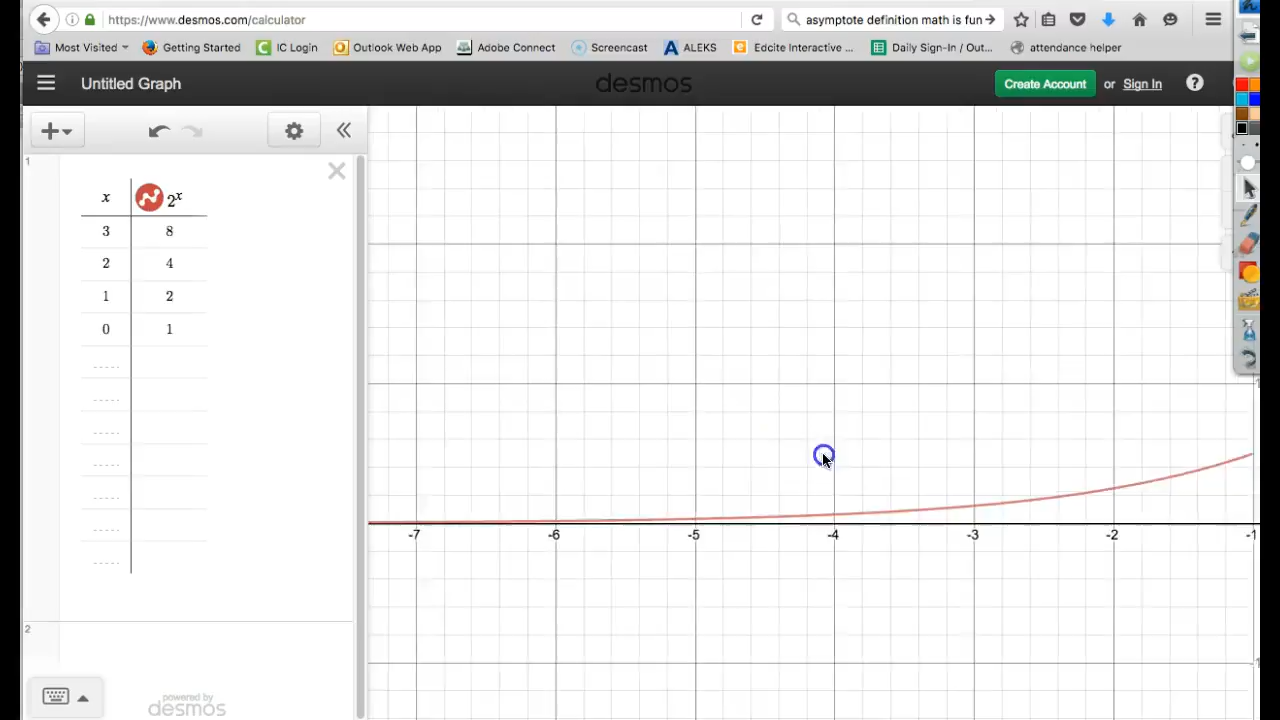 https://www.desmos.com/calculator
asymptote definition math is fun
Most Visited Getting Started IC Login Outlook Web App Adobe Connect Screencast ALEKS Edcite Interactive ... Daily Sign-In / Out... attendance helper
Untitled Graph desmos Create Account or Sign In ?
1
x 2ˣ
3 8
2 4
1 2
0 1
1
-7 -6 -5 -4 -3 -2 -1
2
-1
powered by
desmos